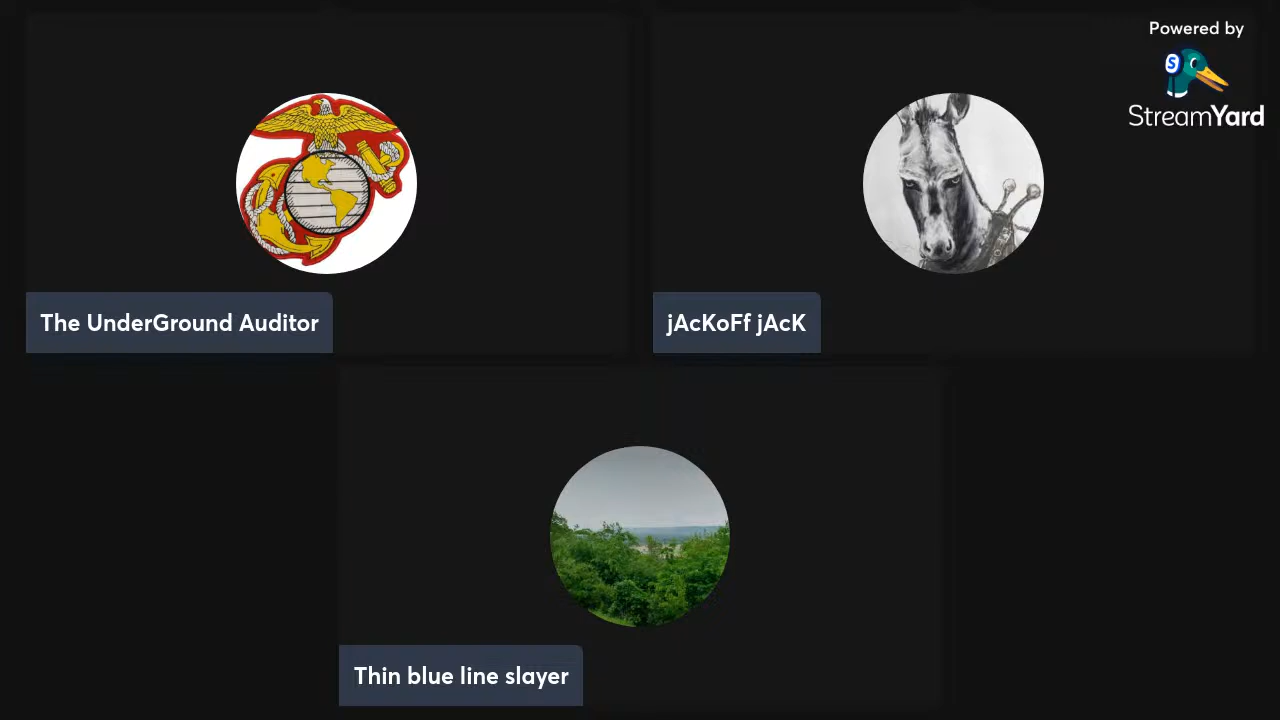 Powered by
S
StreamYard
The UnderGround Auditor
jAcKoFf jAcK
Thin blue line slayer